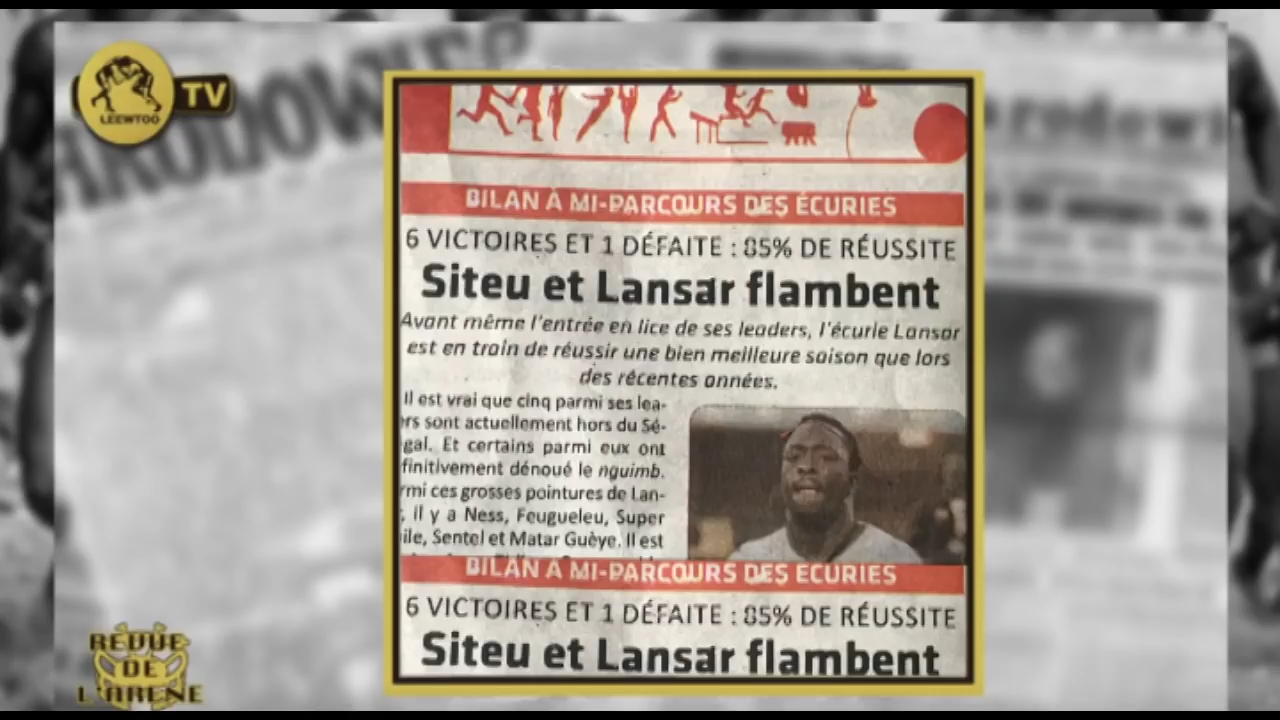 LEEWTOO
TV
BILAN À MI-PARCOURS DES ÉCURIES
6 VICTOIRES ET 1 DÉFAITE : 85% DE RÉUSSITE
Siteu et Lansar flambent
Avant même l'entrée en lice de ses leaders, l'écurie Lansar
est en train de réussir une bien meilleure saison que lors
des récentes années.
Il est vrai que cinq parmi ses lea-
rs sont actuellement hors du Sé-
gal. Et certains parmi eux ont
finitivement dénoué le nguimb.
rmi ces grosses pointures de Lan-
, il y a Ness, Feugueleu, Super
ile, Sentel et Matar Guèye. Il est
BILAN À MI-PARCOURS DES ÉCURIES
6 VICTOIRES ET 1 DÉFAITE : 85% DE RÉUSSITE
Siteu et Lansar flambent
REVUE
DE
L'ARENE